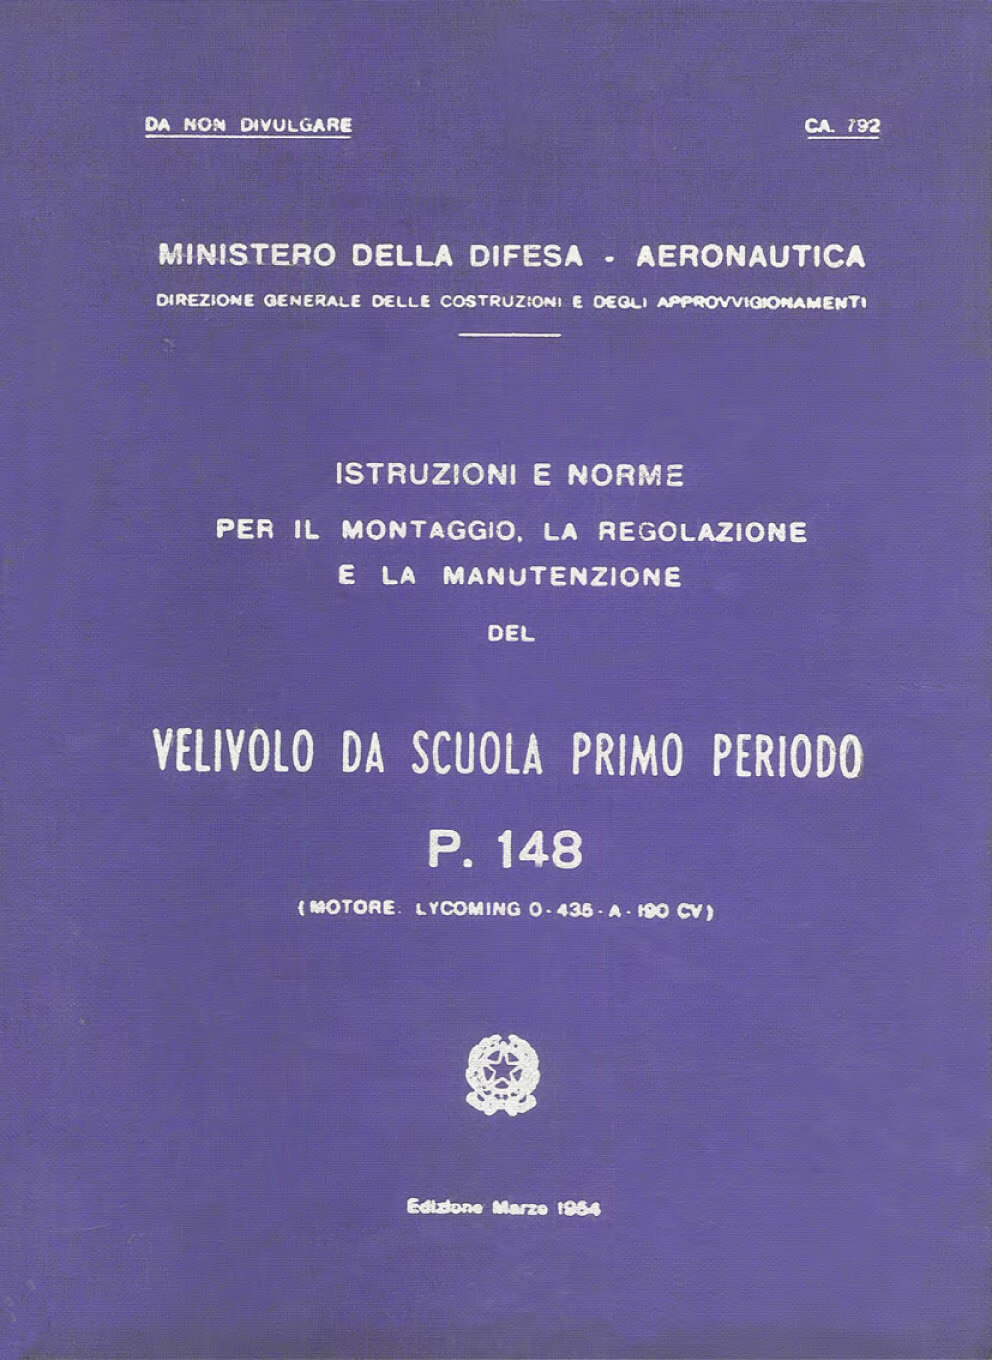 DA NON DIVULGARE
CA. 792
MINISTERO DELLA DIFESA - AERONAUTICA
DIREZIONE GENERALE DELLE COSTRUZIONI E DEGLI APPROVVIGIONAMENTI
ISTRUZIONI E NORME
PER IL MONTAGGIO, LA REGOLAZIONE
E LA MANUTENZIONE
DEL
VELIVOLO DA SCUOLA PRIMO PERIODO
P. 148
(MOTORE: LYCOMING O-435-A-190 CV)
Edizione Marzo 1954